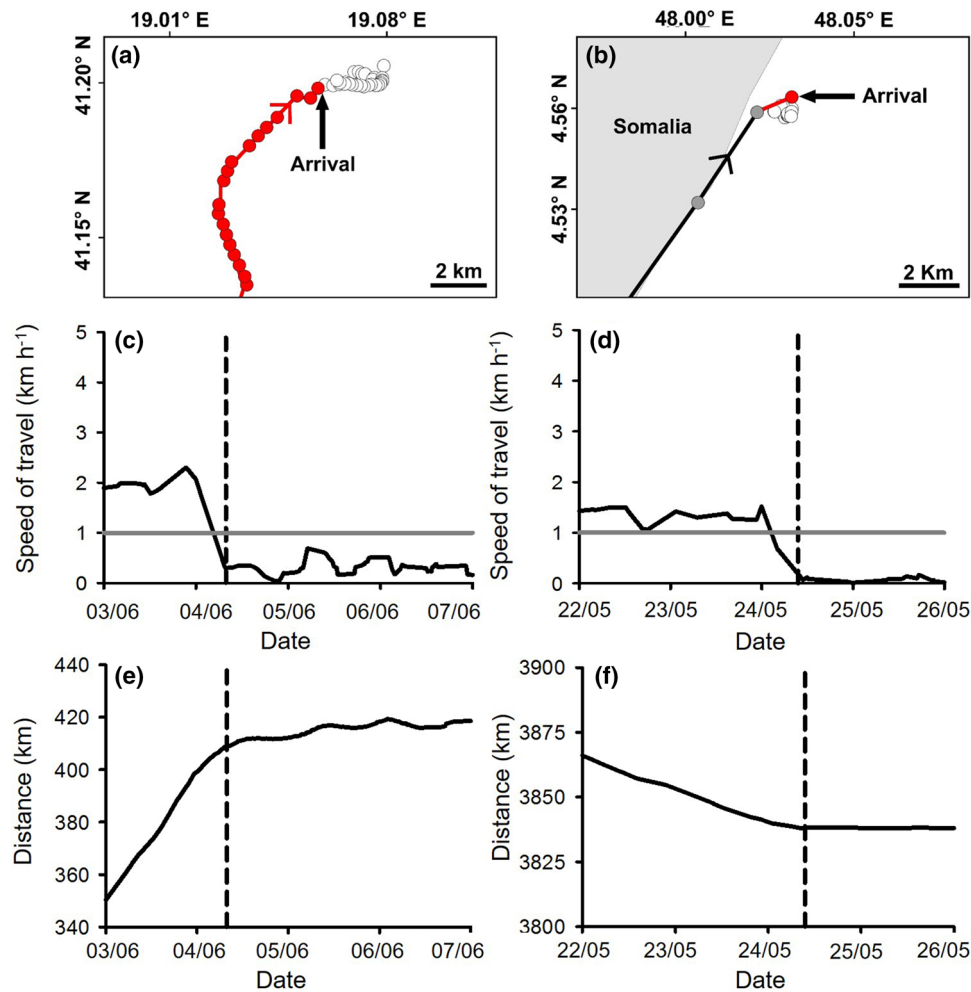 19.01° E 19.08° E
(a)
41.20° N
41.15° N
Arrival
2 km
48.00° E 48.05° E
(b)
4.56° N
4.53° N
Somalia
Arrival
2 Km
(c)
Speed of travel (km h-1)
5
4
3
2
1
0
03/06 04/06 05/06 06/06 07/06
Date
(d)
Speed of travel (km h-1)
5
4
3
2
1
0
22/05 23/05 24/05 25/05 26/05
Date
(e)
Distance (km)
440
420
400
380
360
340
03/06 04/06 05/06 06/06 07/06
Date
(f)
Distance (km)
3900
3875
3850
3825
3800
22/05 23/05 24/05 25/05 26/05
Date